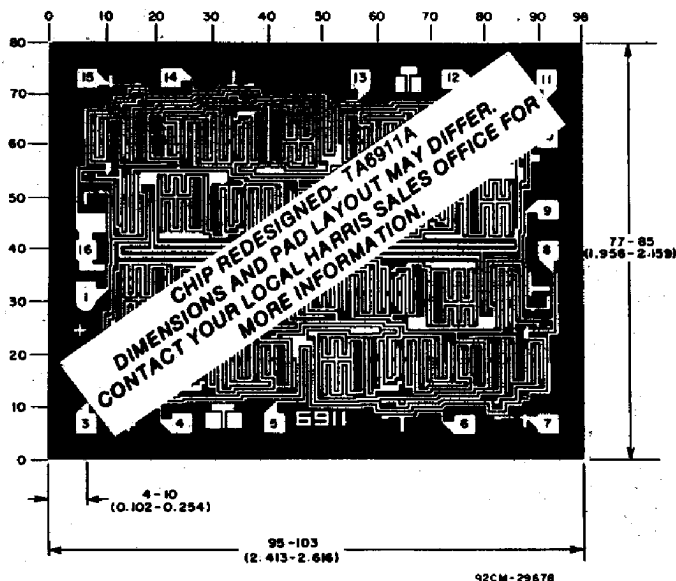 0 10 20 30 40 50 60 70 80 90 98
80
70
60
50
40
30
20
10
0
15 14 13 12 11
9
8
16
1
3 4 5 6911 6 7
CHIP REDESIGNED- TA6911A
DIMENSIONS AND PAD LAYOUT MAY DIFFER.
CONTACT YOUR LOCAL HARRIS SALES OFFICE FOR
MORE INFORMATION.
77-85
(1.956-2.159)
4-10
(0.102-0.254)
95-103
(2.413-2.616)
92CM-29678